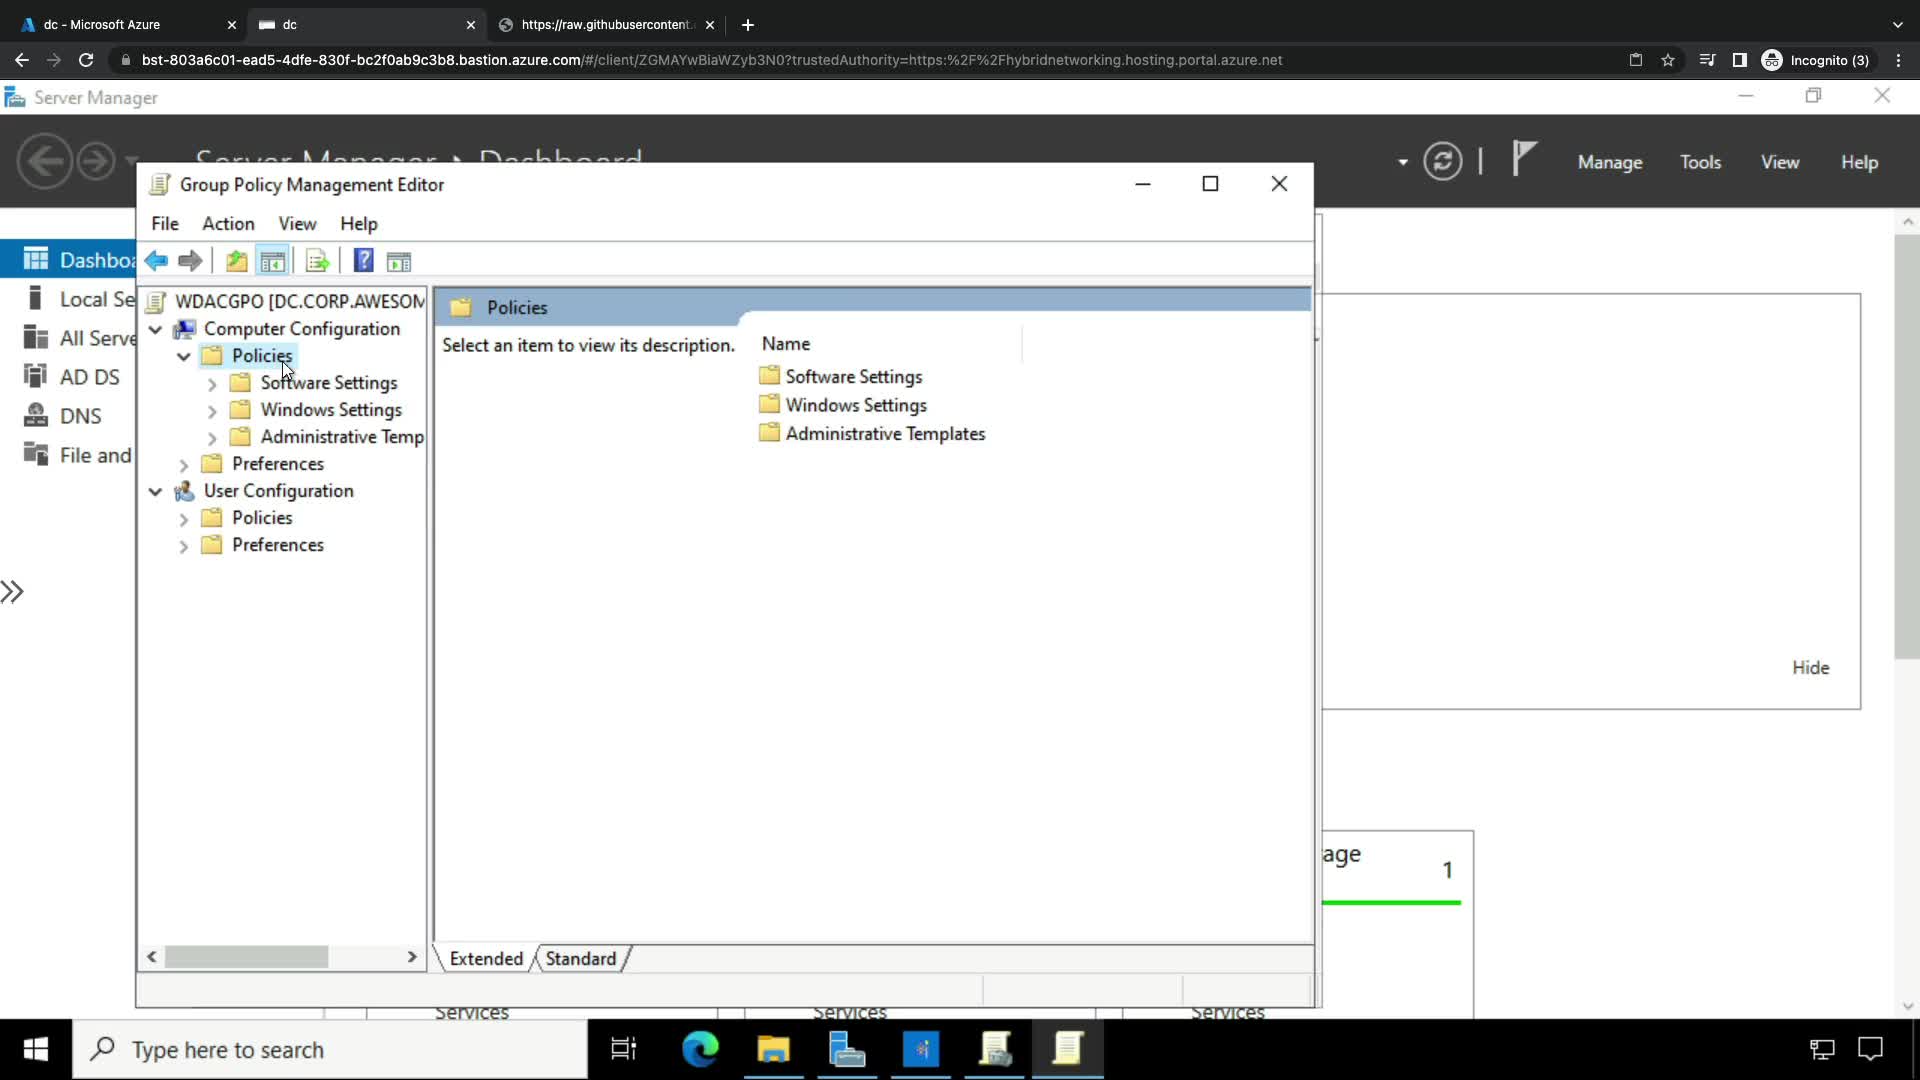 dc - Microsoft Azure
dc
https://raw.githubusercontent.
bst-803a6c01-ead5-4dfe-830f-bc2f0ab9c3b8.bastion.azure.com/#/client/ZGMAYwBiaWZyb3N0?trustedAuthority=https:%2F%2Fhybridnetworking.hosting.portal.azure.net
Incognito (3)
Server Manager
Server Manager Dashboard
Manage Tools View Help
Group Policy Management Editor
File Action View Help
Dashboa
Local Se
All Serve
AD DS
DNS
File and
WDACGPO [DC.CORP.AWESOM
Computer Configuration
Policies
Software Settings
Windows Settings
Administrative Temp
Preferences
User Configuration
Policies
Preferences
Policies
Select an item to view its description.
Name
Software Settings
Windows Settings
Administrative Templates
Hide
age
1
Extended Standard
Services Services Services
Type here to search